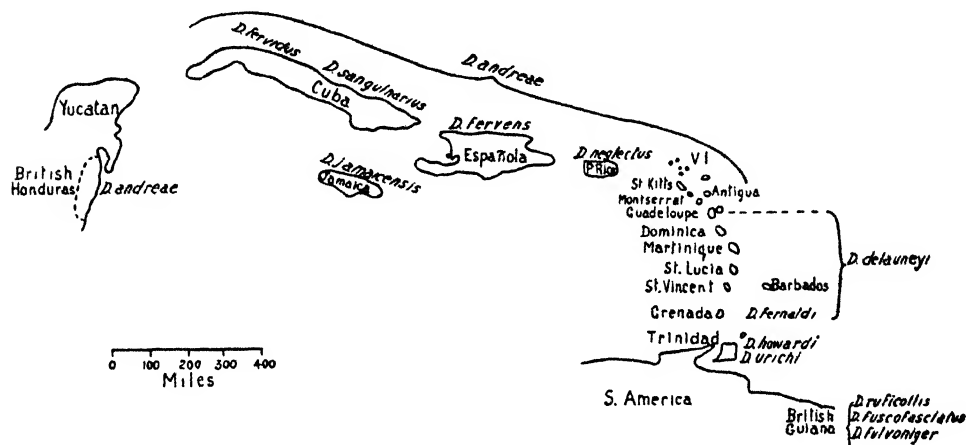 D. fervidus
D. sanguinarius
Cuba
D. andreae
Yucatan
British
Honduras
D. andreae
D. jamaicensis
Jamaica
D. fervens
Española
D. neglectus
P Rico
V I
St Kitts
Antigua
Montserrat
Guadeloupe
Dominica
Martinique
St. Lucia
St. Vincent
Barbados
Grenada
D. fernaldi
D. delauneyi
Trinidad
D. howardi
D. urichi
0 100 200 300 400
Miles
S. America
British
Guiana
D. ruficollis
D. fuscofasciatus
D. fulvoniger